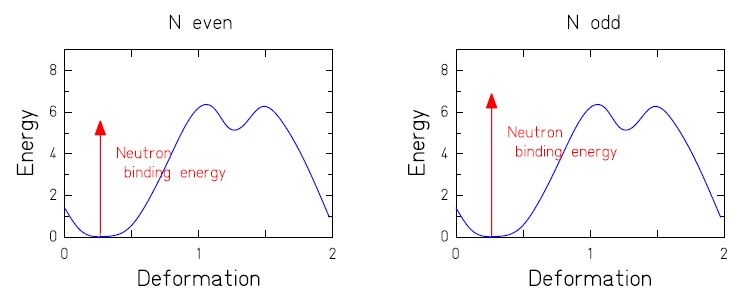 N even
8
6
4
2
0
Energy
Neutron
binding energy
0
1
2
Deformation
N odd
8
6
4
2
0
Energy
Neutron
binding energy
0
1
2
Deformation